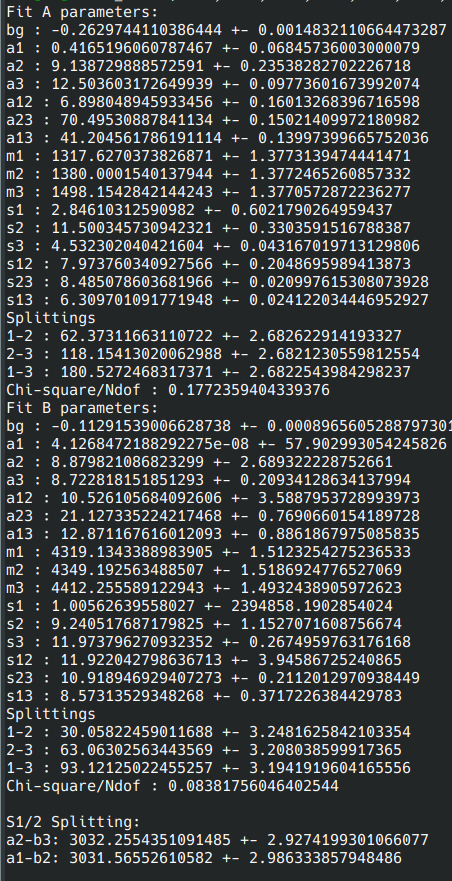 Fit A parameters:
bg : -0.2629744110386444 +- 0.0014832110664473287
a1 : 0.4165196060787467 +- 0.06845736003000079
a2 : 9.138729888572591 +- 0.23538282702226718
a3 : 12.503603172649939 +- 0.09773601673992074
a12 : 6.898048945933456 +- 0.16013268396716598
a23 : 70.49530887841134 +- 0.15021409972180982
a13 : 41.204561786191114 +- 0.13997399665752036
m1 : 1317.6270373826871 +- 1.3773139474441471
m2 : 1380.0001540137944 +- 1.3772465260857332
m3 : 1498.1542842144243 +- 1.3770572872236277
s1 : 2.84610312590982 +- 0.6021790264959437
s2 : 11.500345730942321 +- 0.3303591516788387
s3 : 4.532302040421604 +- 0.043167019713129806
s12 : 7.973760340927566 +- 0.2048695989413873
s23 : 8.485078603681966 +- 0.020997615308073928
s13 : 6.309701091771948 +- 0.024122034446952927
Splittings
1-2 : 62.37311663110722 +- 2.682622914193327
2-3 : 118.15413020062988 +- 2.6821230559812554
1-3 : 180.5272468317371 +- 2.6822543984298237
Chi-square/Ndof : 0.1772359404339376
Fit B parameters:
bg : -0.11291539006628738 +- 0.0008965605288797301
a1 : 4.1268472188292275e-08 +- 57.902993054245826
a2 : 8.879821086823299 +- 2.689322228752661
a3 : 8.722818151851293 +- 0.20934128634137994
a12 : 10.526105684092606 +- 3.5887953728993973
a23 : 21.127335224217468 +- 0.7690660154189728
a13 : 12.871167616012093 +- 0.8861867975085835
m1 : 4319.1343388983905 +- 1.5123254275236533
m2 : 4349.192563488507 +- 1.5186924776527069
m3 : 4412.255589122943 +- 1.4932438905972623
s1 : 1.00562639558027 +- 2394858.1902854024
s2 : 9.240517687179825 +- 1.1527071608756674
s3 : 11.973796270932352 +- 0.2674959763176168
s12 : 11.922042798636713 +- 3.94586725240865
s23 : 10.918946929407273 +- 0.2112012970938449
s13 : 8.57313529348268 +- 0.3717226384429783
Splittings
1-2 : 30.05822459011688 +- 3.2481625842103354
2-3 : 63.06302563443569 +- 3.208038599917365
1-3 : 93.12125022455257 +- 3.1941919604165556
Chi-square/Ndof : 0.08381756046402544

S1/2 Splitting:
a2-b3: 3032.2554351091485 +- 2.9274199301066077
a1-b2: 3031.56552610582 +- 2.986333857948486